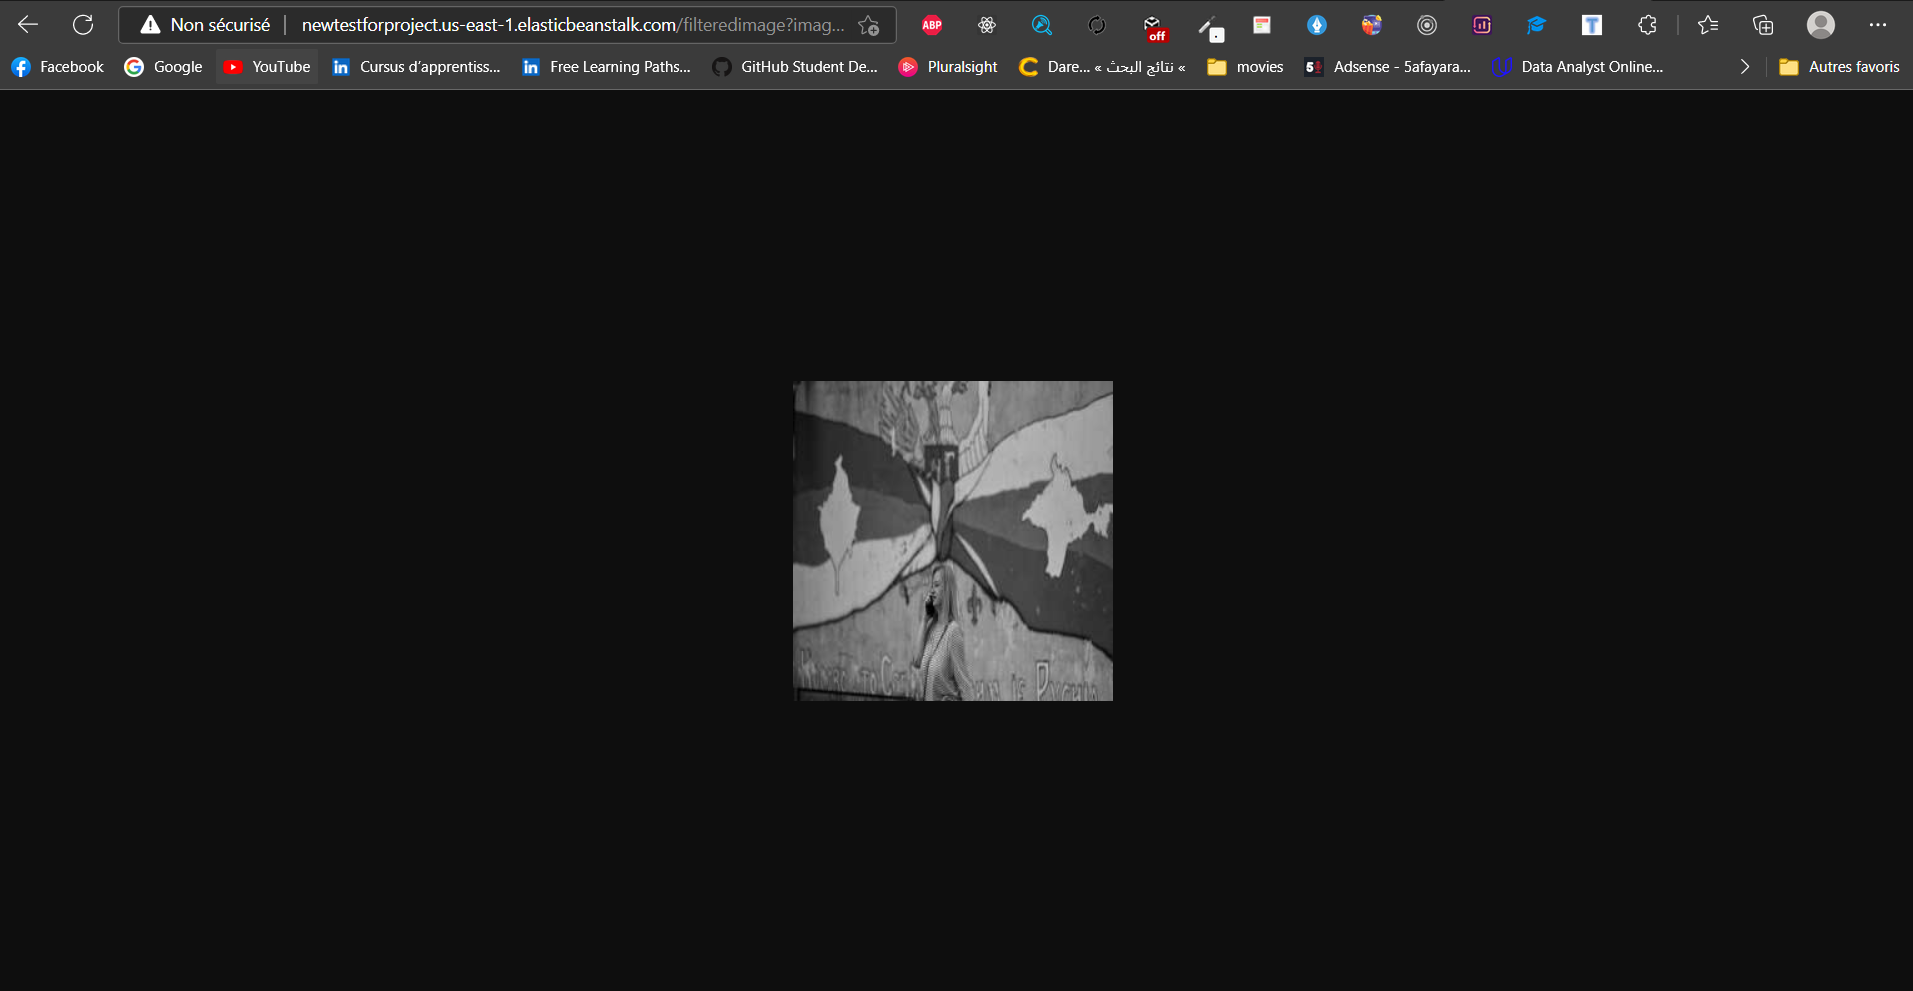 Non sécurisé newtestforproject.us-east-1.elasticbeanstalk.com/filteredimage?imag...
ABP
off
Facebook Google YouTube Cursus d'apprentiss... Free Learning Paths... GitHub Student De... Pluralsight Dare... « نتائج البحث » movies Adsense - 5afayara... Data Analyst Online... Autres favoris